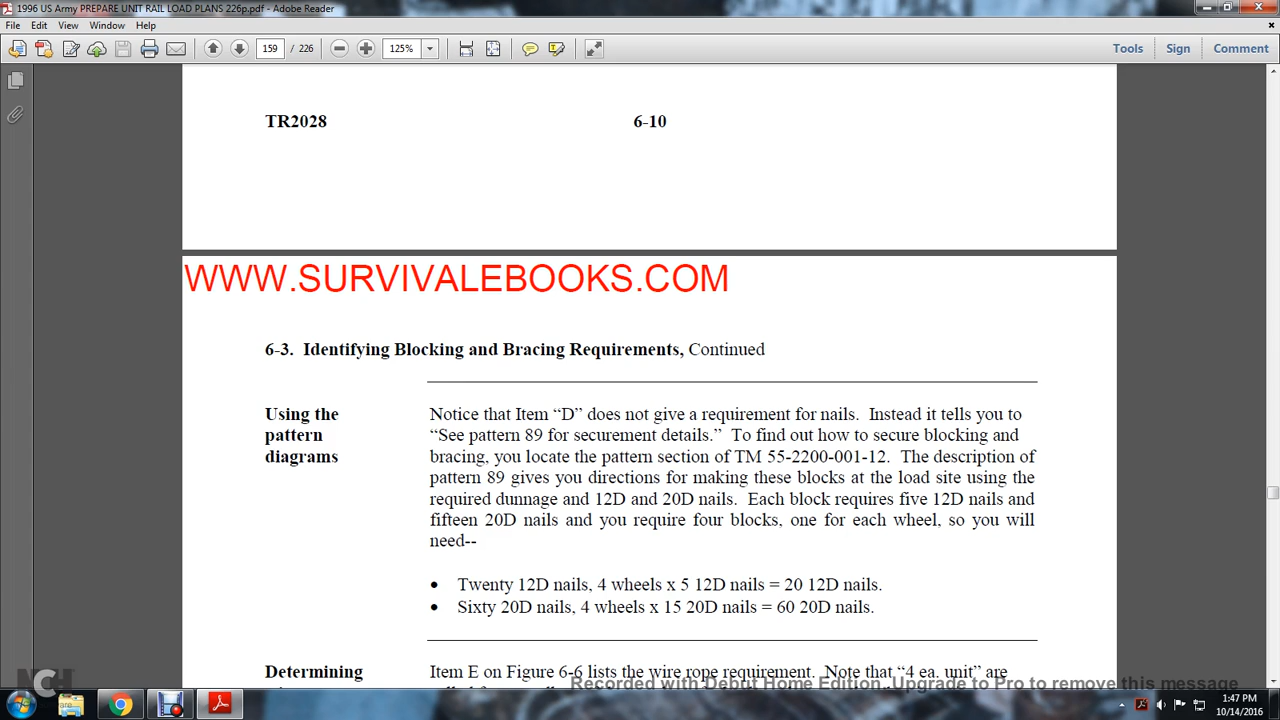 1996 US Army PREPARE UNIT RAIL LOAD PLANS 226p.pdf - Adobe Reader
File Edit View Window Help
159 / 226 125% Tools Sign Comment
TR2028 6-10
WWW.SURVIVALEBOOKS.COM
6-3. Identifying Blocking and Bracing Requirements, Continued
Using the
pattern
diagrams
Notice that Item “D” does not give a requirement for nails. Instead it tells you to
“See pattern 89 for securement details.” To find out how to secure blocking and
bracing, you locate the pattern section of TM 55-2200-001-12. The description of
pattern 89 gives you directions for making these blocks at the load site using the
required dunnage and 12D and 20D nails. Each block requires five 12D nails and
fifteen 20D nails and you require four blocks, one for each wheel, so you will
need--
• Twenty 12D nails, 4 wheels x 5 12D nails = 20 12D nails.
• Sixty 20D nails, 4 wheels x 15 20D nails = 60 20D nails.
Determining
Item E on Figure 6-6 lists the wire rope requirement. Note that “4 ea. unit” are
Recorded with Debut Home Edition. Upgrade to Pro to remove this message
NCH
1:47 PM
10/14/2016